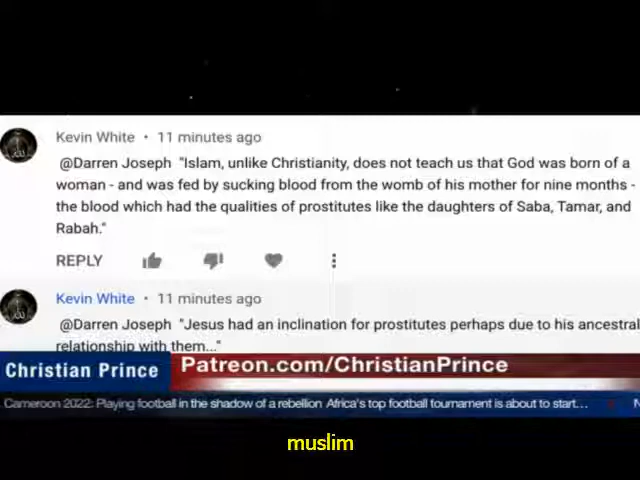 Kevin White • 11 minutes ago
@Darren Joseph "Islam, unlike Christianity, does not teach us that God was born of a
woman - and was fed by sucking blood from the womb of his mother for nine months -
the blood which had the qualities of prostitutes like the daughters of Saba, Tamar, and
Rabah."
REPLY
Kevin White • 11 minutes ago
@Darren Joseph "Jesus had an inclination for prostitutes perhaps due to his ancestral
relationship with them..."
Christian Prince
Patreon.com/ChristianPrince
Cameroon 2022: Playing football in the shadow of a rebellion Africa's top football tournament is about to start...
muslim